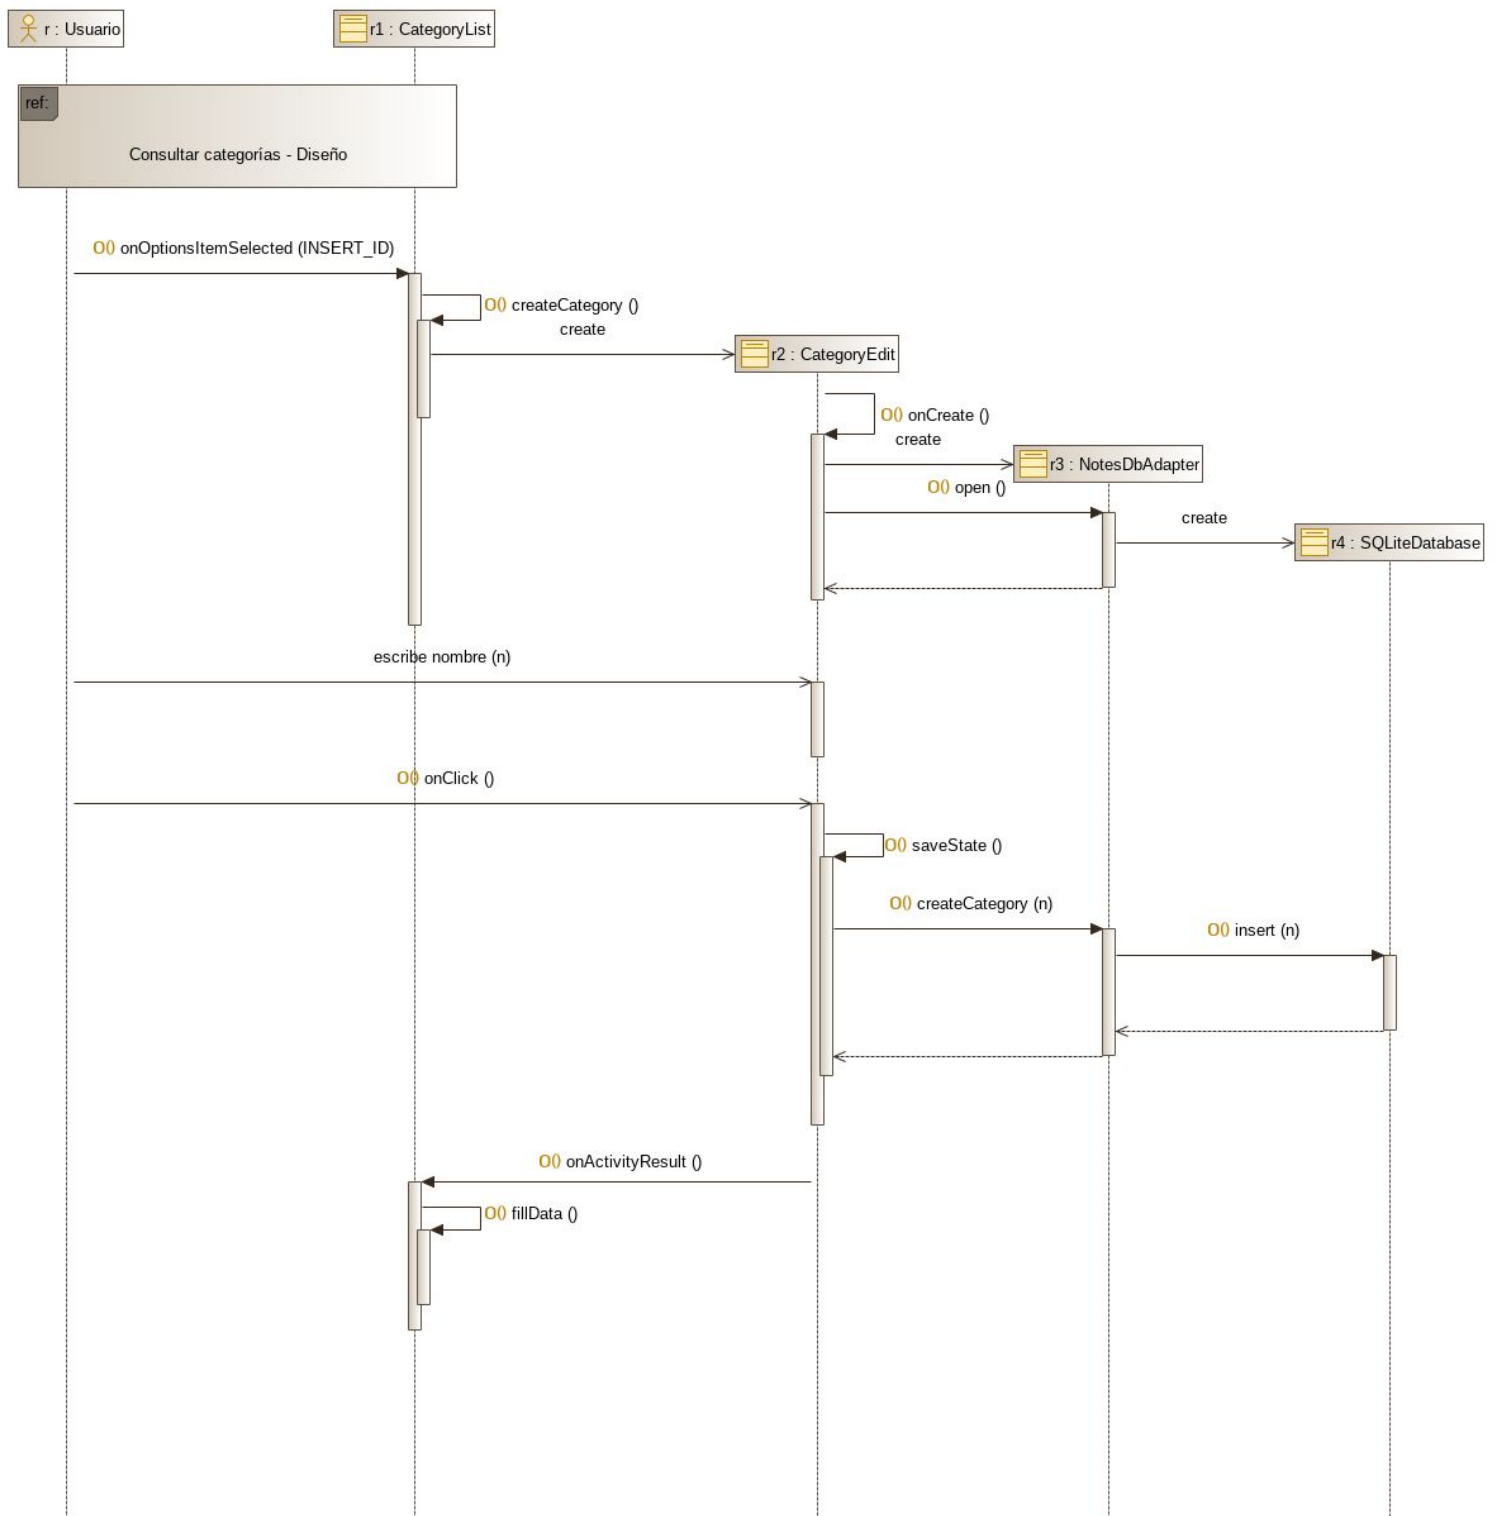 r : Usuario
r1 : CategoryList
ref:
Consultar categorías - Diseño
O() onOptionsItemSelected (INSERT_ID)
O() createCategory ()
create
r2 : CategoryEdit
O() onCreate ()
create
r3 : NotesDbAdapter
O() open ()
create
r4 : SQLiteDatabase
escribe nombre (n)
O() onClick ()
O() saveState ()
O() createCategory (n)
O() insert (n)
O() onActivityResult ()
O() fillData ()